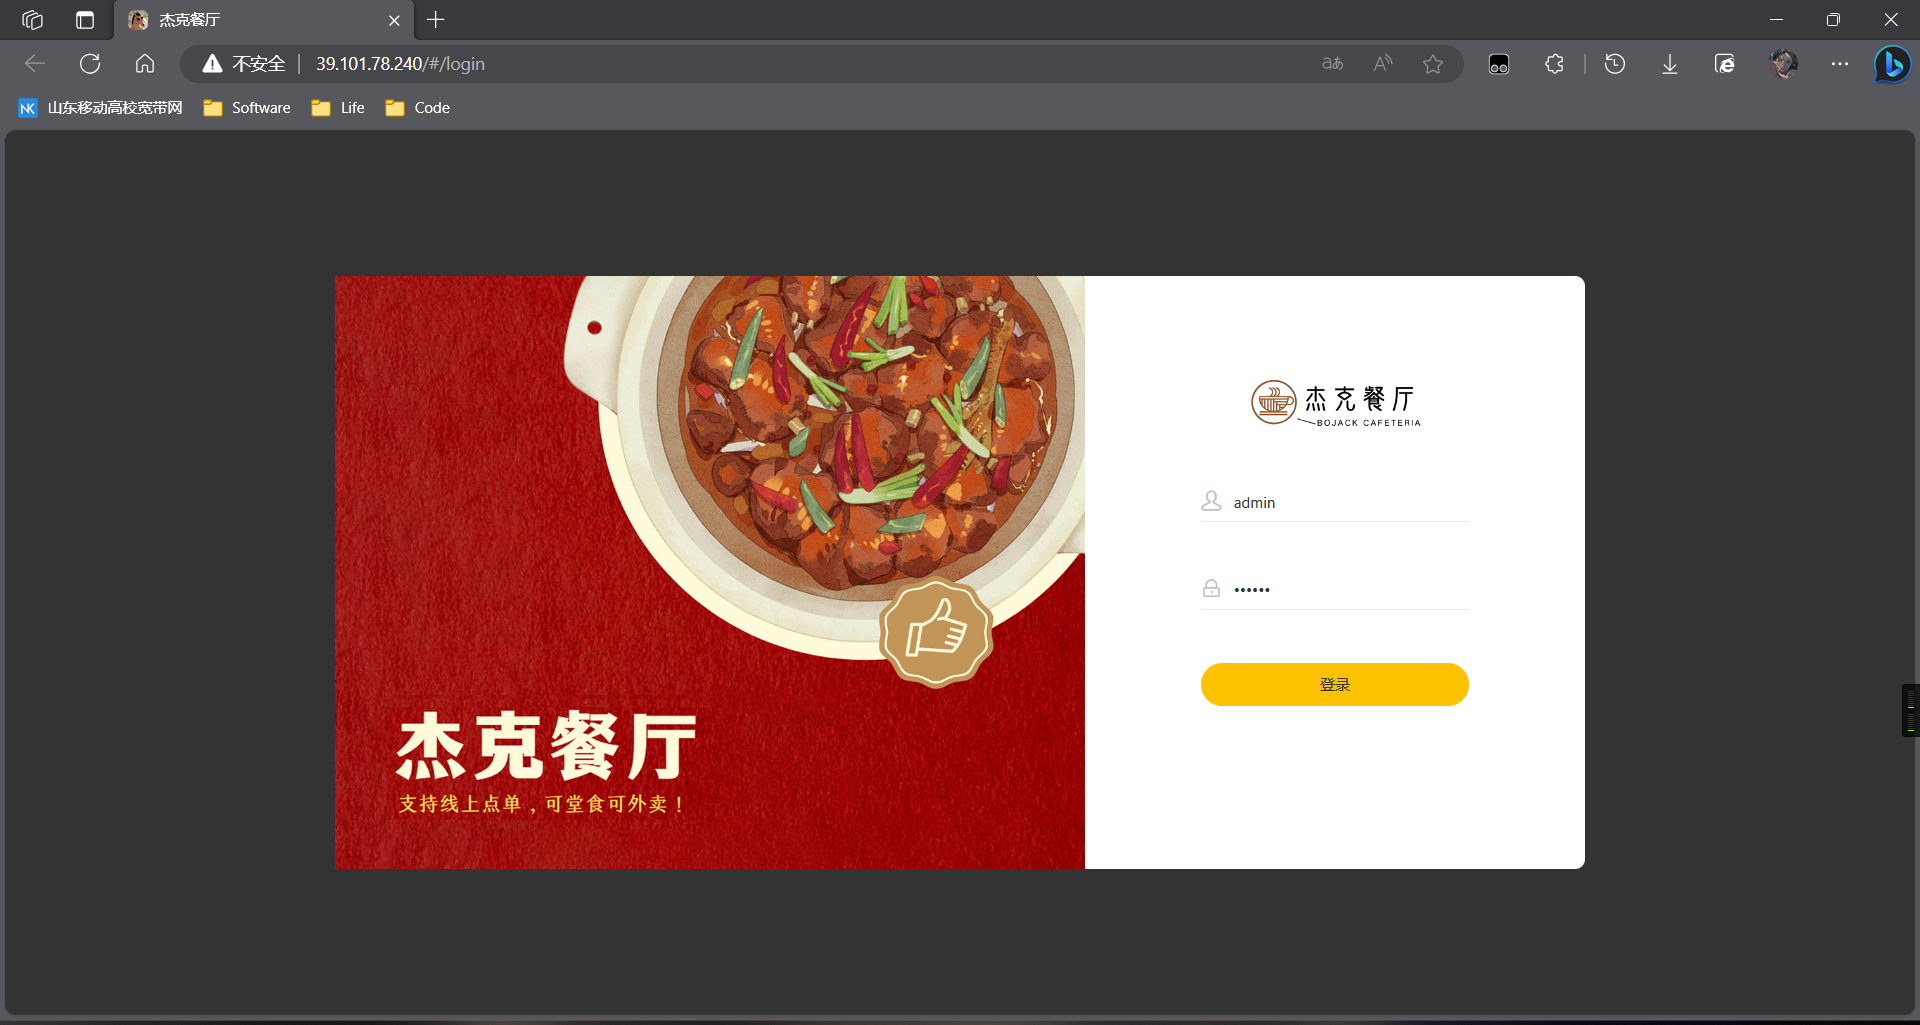 杰克餐厅
不安全
39.101.78.240/#/login
山东移动高校宽带网
Software
Life
Code
杰克餐厅
支持线上点单，可堂食可外卖！
杰克餐厅
BOJACK CAFETERIA
admin
••••••
登录